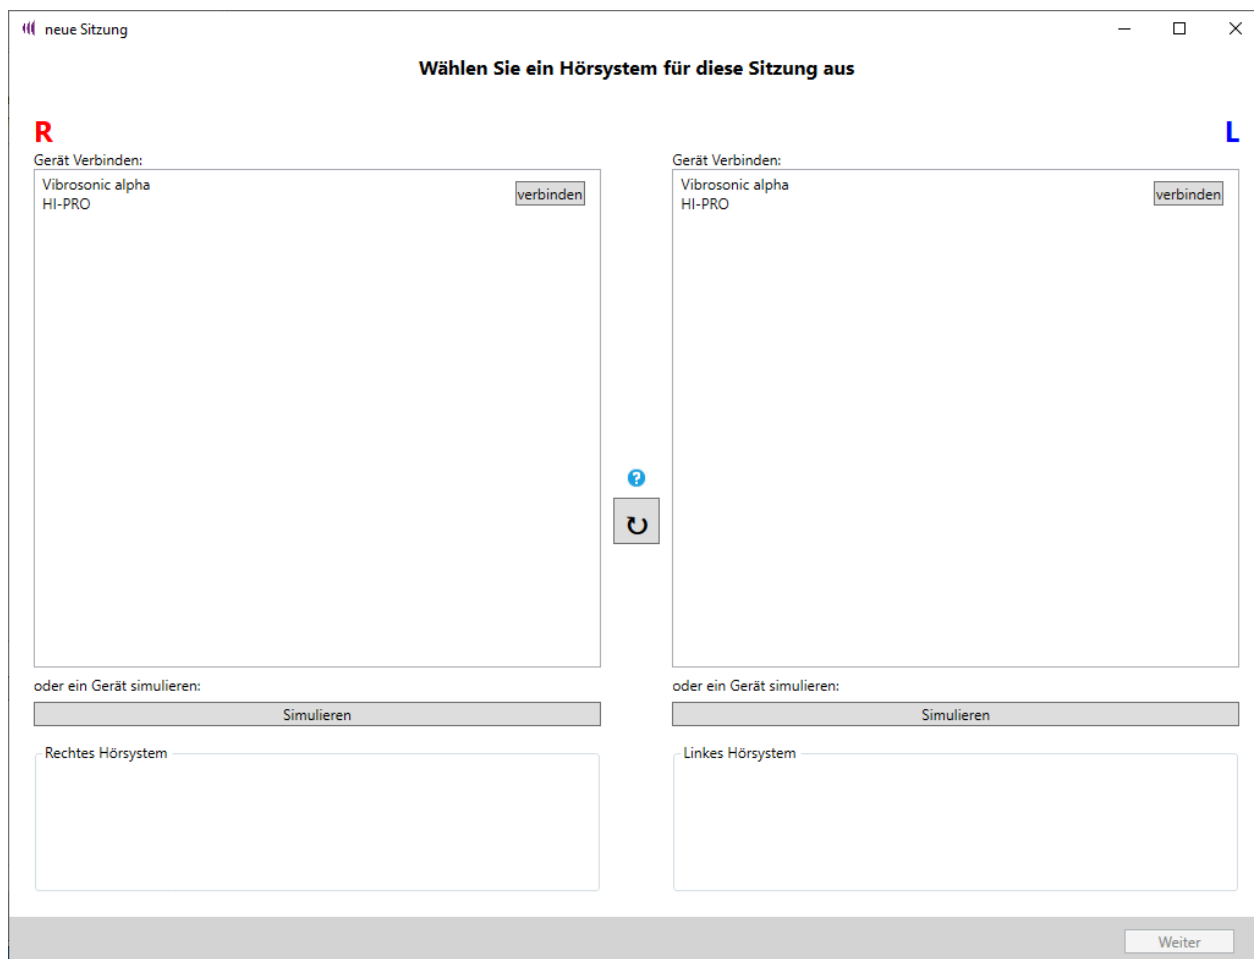 neue Sitzung
Wählen Sie ein Hörsystem für diese Sitzung aus
R
L
Gerät Verbinden:
Vibrosonic alpha
HI-PRO
verbinden
Gerät Verbinden:
Vibrosonic alpha
HI-PRO
verbinden
?
oder ein Gerät simulieren:
Simulieren
oder ein Gerät simulieren:
Simulieren
Rechtes Hörsystem
Linkes Hörsystem
Weiter